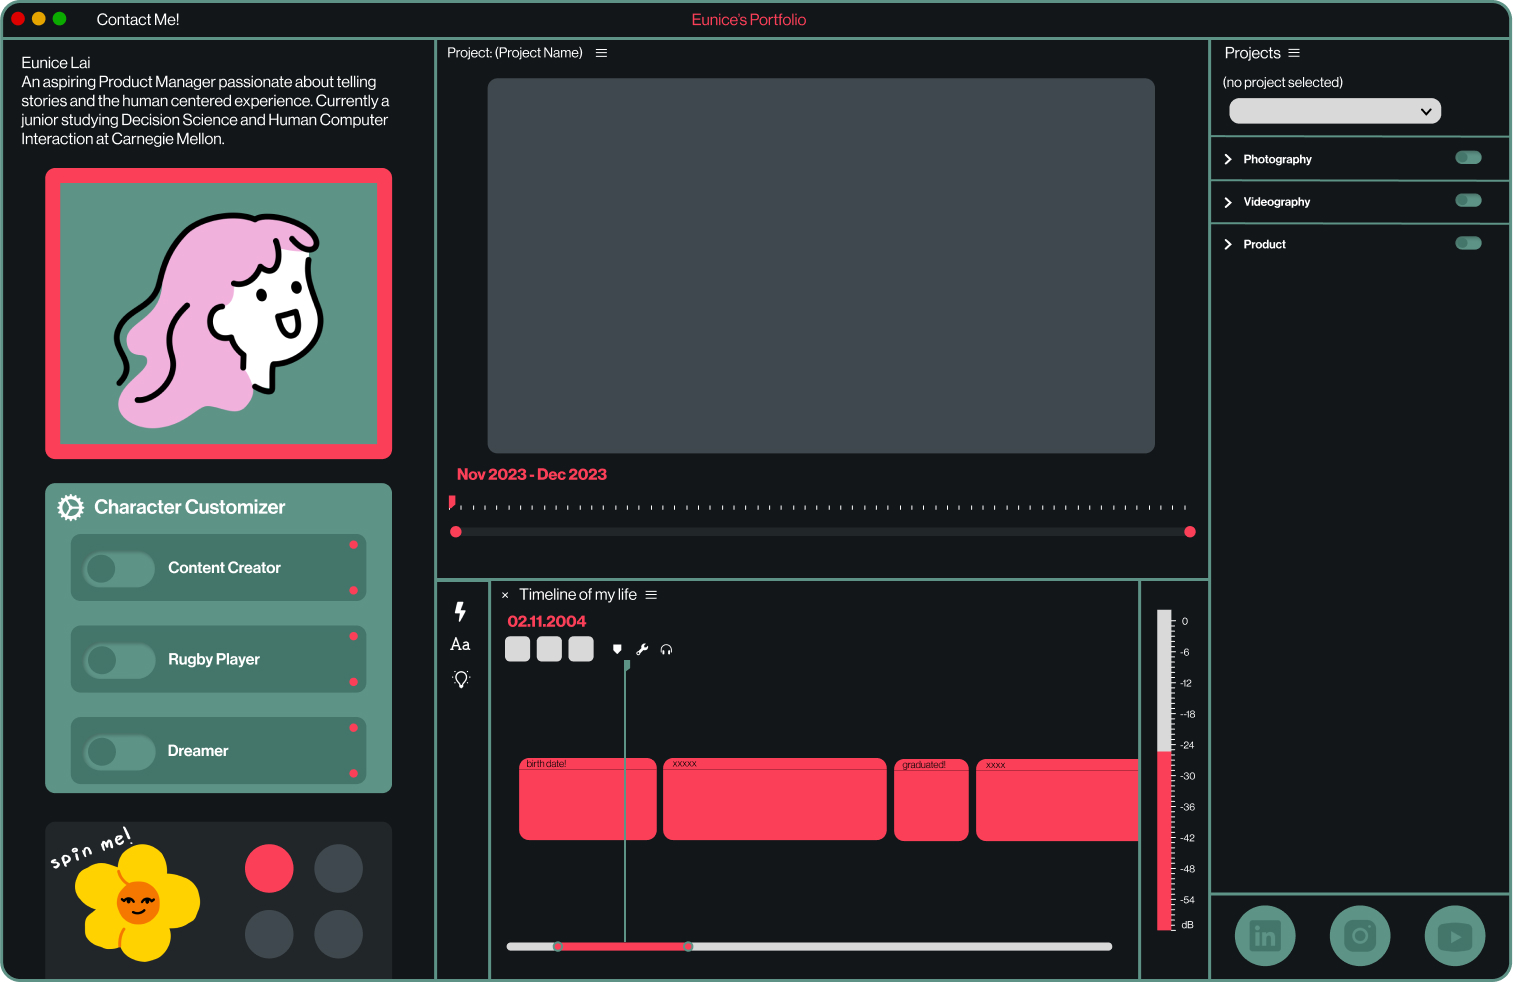 Contact Me!
Eunice's Portfolio
Eunice Lai
An aspiring Product Manager passionate about telling
stories and the human centered experience. Currently a
junior studying Decision Science and Human Computer
Interaction at Carnegie Mellon.
Character Customizer
Content Creator
Rugby Player
Dreamer
spin me!
Project: (Project Name)
Nov 2023 - Dec 2023
Aa
× Timeline of my life
02.11.2004
birth date!
xxxxx
graduated!
xxxx
0
-6
-12
--18
-24
-30
-36
-42
-48
-54
dB
Projects
(no project selected)
Photography
Videography
Product
in